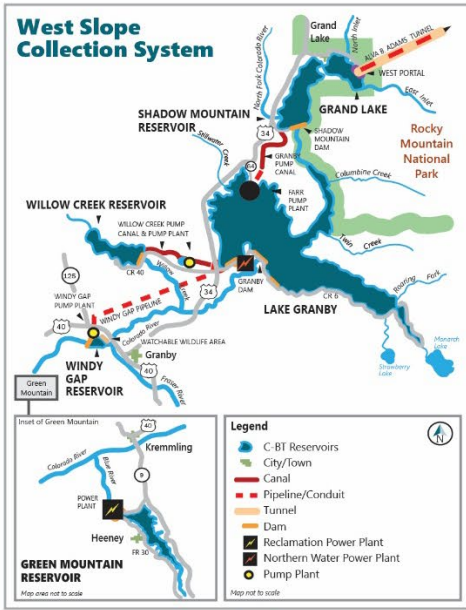 West Slope
Collection System
Grand
Lake
North Inlet
ALVA B ADAMS TUNNEL
WEST PORTAL
North Fork Colorado River
East Inlet
GRAND LAKE
SHADOW MOUNTAIN
RESERVOIR
34
SHADOW
MOUNTAIN
DAM
Rocky
Mountain
National
Park
Stillwater
Creek
GRANBY
PUMP
CANAL
64
FARR
PUMP
PLANT
Columbine Creek
WILLOW CREEK RESERVOIR
WILLOW CREEK PUMP
CANAL & PUMP PLANT
Twin
Creek
CR 40
Willow
Creek
125
WINDY GAP
PUMP PLANT
WINDY GAP PIPELINE
34
GRANBY
DAM
CR 6
Roaring Fork
LAKE GRANBY
40
Colorado River
WATCHABLE WILDLIFE AREA
Monarch
Lake
Strawberry
Lake
WINDY
GAP
RESERVOIR
Granby
40
Fraser River
Green
Mountain
Inset of Green Mountain
40
Kremmling
Colorado River
Blue River
9
POWER
PLANT
Heeney
FR 30
GREEN MOUNTAIN
RESERVOIR
Map area not to scale
Legend
N
C-BT Reservoirs
City/Town
Canal
Pipeline/Conduit
Tunnel
Dam
Reclamation Power Plant
Northern Water Power Plant
Pump Plant
Map not to scale